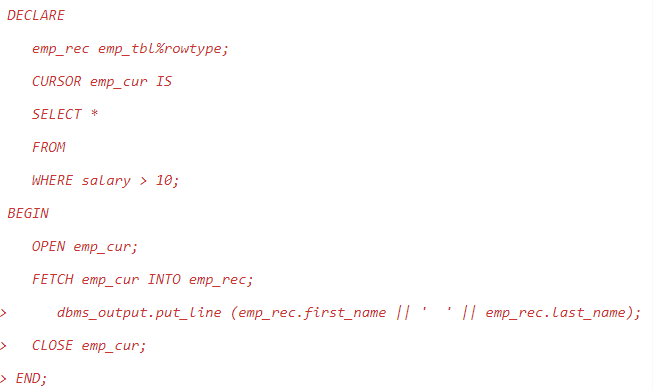 DECLARE
emp_rec emp_tbl%rowtype;
CURSOR emp_cur IS
SELECT *
FROM
WHERE salary > 10;
BEGIN
OPEN emp_cur;
FETCH emp_cur INTO emp_rec;
> dbms_output.put_line (emp_rec.first_name || '  ' || emp_rec.last_name);
> CLOSE emp_cur;
> END;